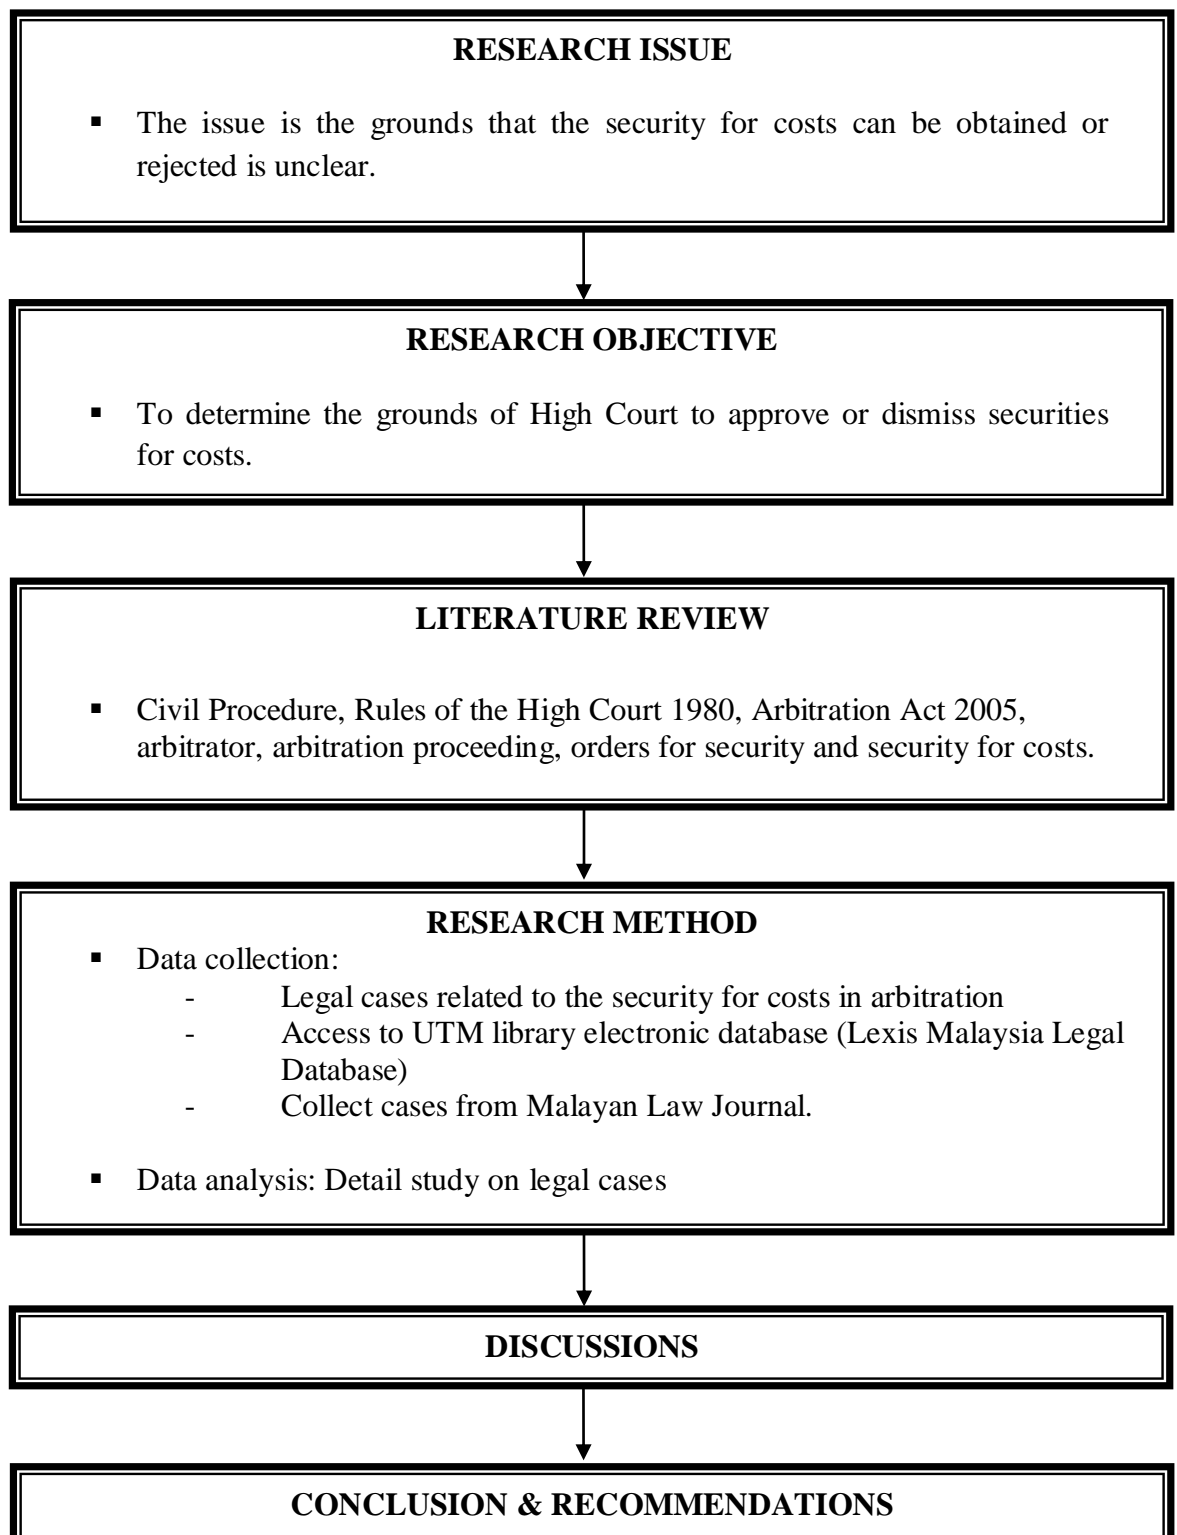 RESEARCH ISSUE
▪ The issue is the grounds that the security for costs can be obtained or
rejected is unclear.
RESEARCH OBJECTIVE
▪ To determine the grounds of High Court to approve or dismiss securities
for costs.
LITERATURE REVIEW
▪ Civil Procedure, Rules of the High Court 1980, Arbitration Act 2005,
arbitrator, arbitration proceeding, orders for security and security for costs.
RESEARCH METHOD
▪ Data collection:
- Legal cases related to the security for costs in arbitration
- Access to UTM library electronic database (Lexis Malaysia Legal
Database)
- Collect cases from Malayan Law Journal.
▪ Data analysis: Detail study on legal cases
DISCUSSIONS
CONCLUSION & RECOMMENDATIONS